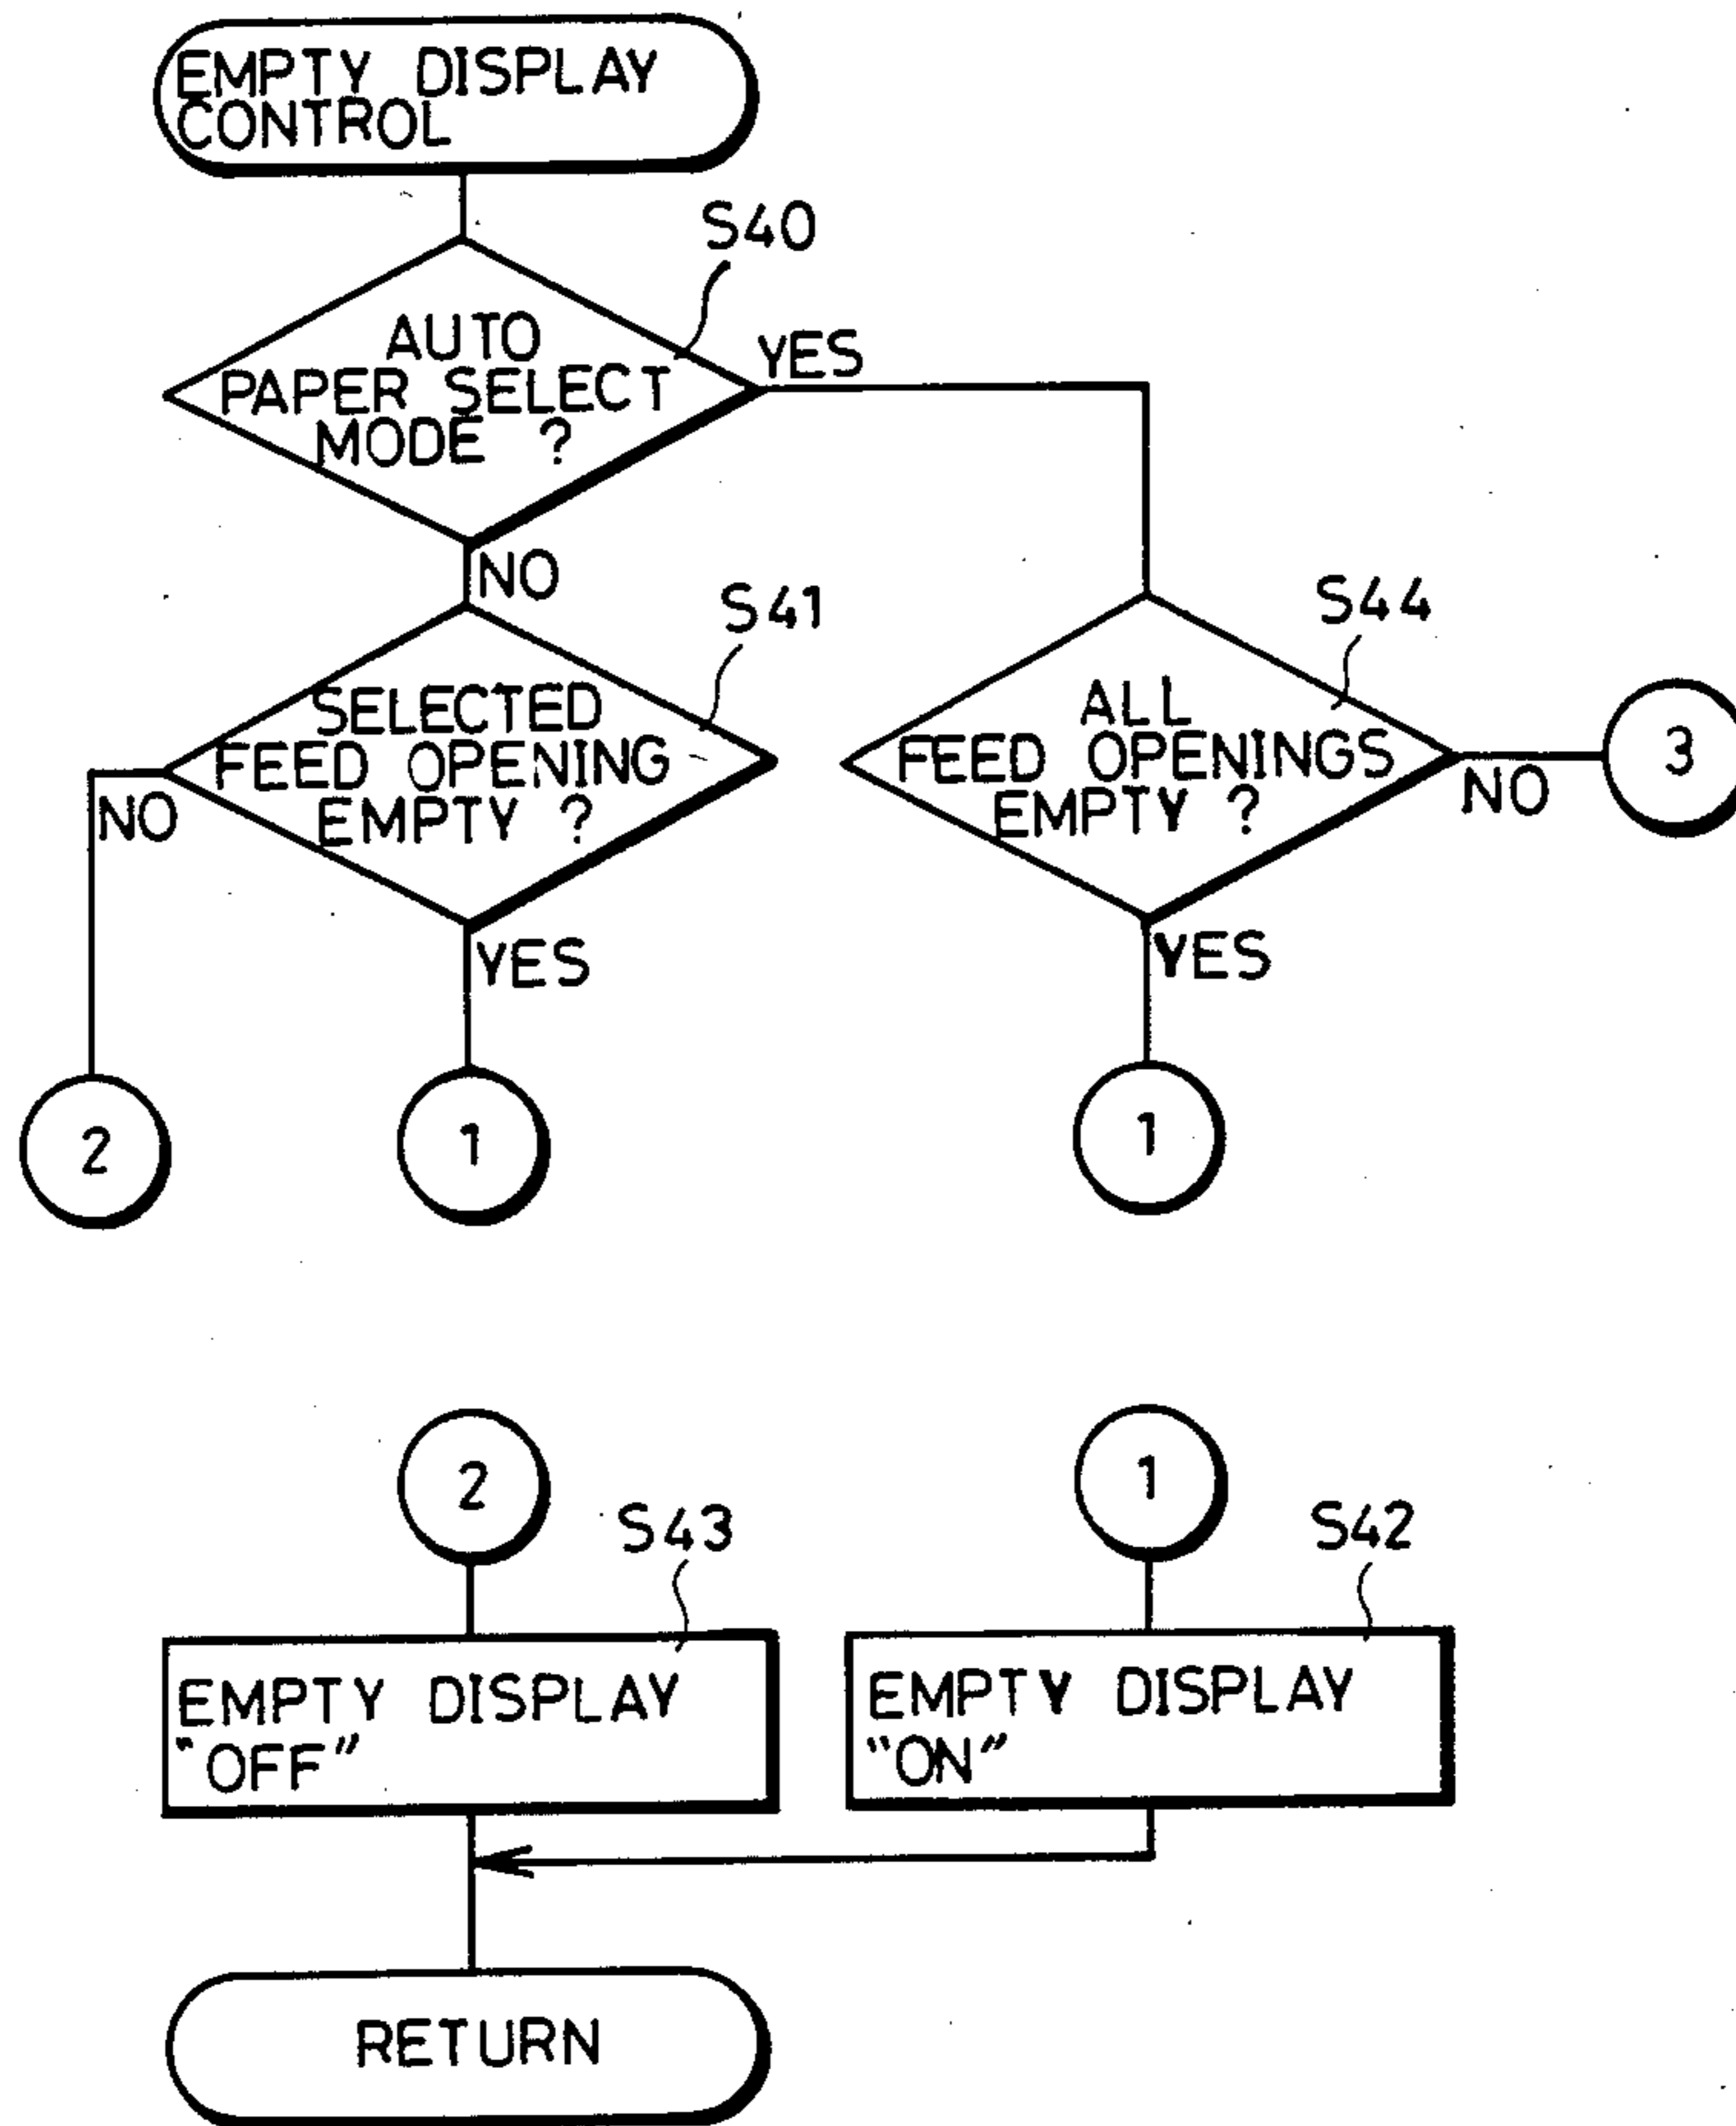 EMPTY DISPLAY
CONTROL
S40
AUTO
PAPER SELECT
MODE ?
YES
NO
S41
SELECTED
FEED OPENING
EMPTY ?
NO
YES
S44
ALL
FEED OPENINGS
EMPTY ?
NO
3
YES
2
1
1
2
S43
EMPTY DISPLAY
"OFF"
1
S42
EMPTY DISPLAY
"ON"
RETURN